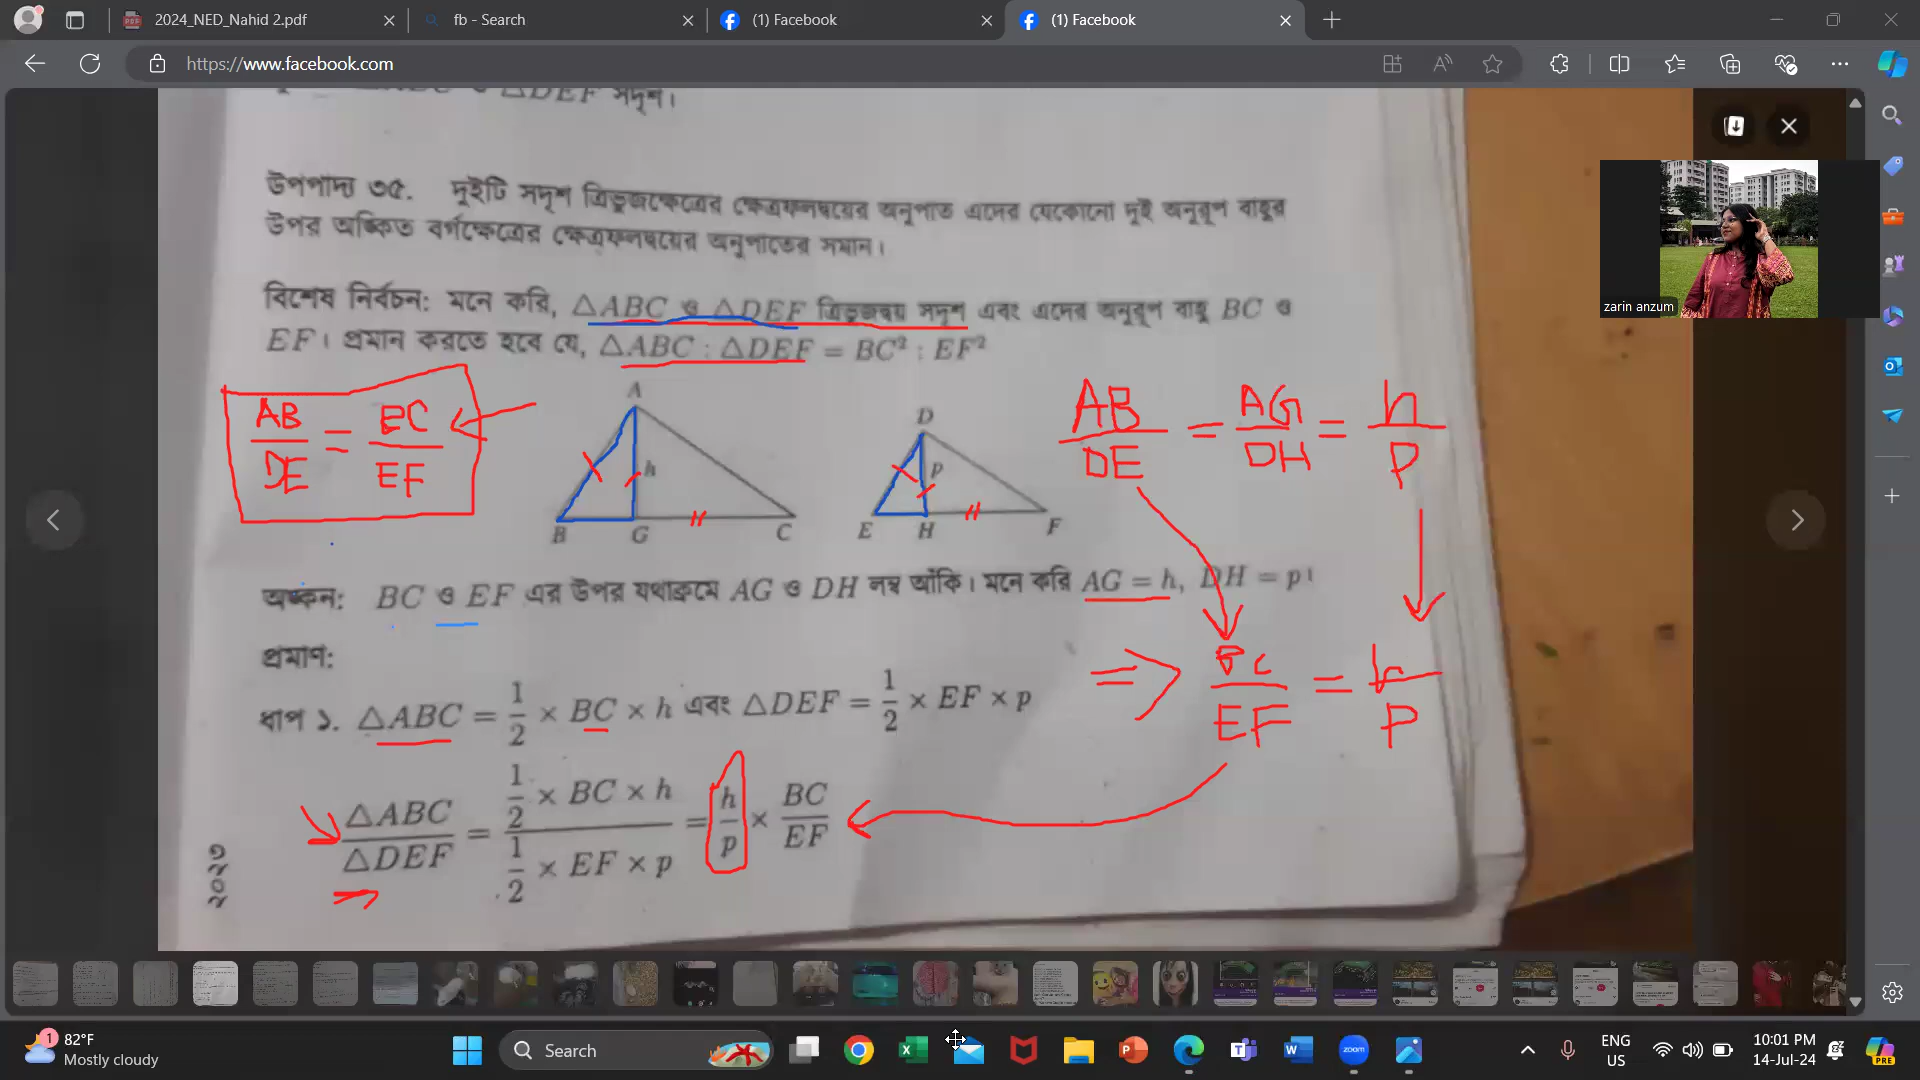 2024_NED_Nahid 2.pdf
fb - Search
(1) Facebook
(1) Facebook
https://www.facebook.com
△DEF সদৃশ।
উপপাদ্য ৩৫. দুইটি সদৃশ ত্রিভুজক্ষেত্রের ক্ষেত্রফলদ্বয়ের অনুপাত এদের যেকোনো দুই অনুরূপ বাহুর
উপর অঙ্কিত বর্গক্ষেত্রের ক্ষেত্রফলদ্বয়ের অনুপাতের সমান।
zarin anzum
বিশেষ নির্বচন: মনে করি, △ABC ও △DEF ত্রিভুজদ্বয় সদৃশ এবং এদের অনুরূপ বাহু BC ও
EF। প্রমাণ করতে হবে যে, △ABC : △DEF = BC² : EF²
AB/DE = BC/EF
A
h
B G C
D
p
E H F
AB/DE = AG/DH = h/P
অঙ্কন: BC ও EF এর উপর যথাক্রমে AG ও DH লম্ব আঁকি। মনে করি AG = h, DH = p।
প্রমাণ:
ধাপ ১. △ABC = 1/2 × BC × h এবং △DEF = 1/2 × EF × p
⇒ BC/EF = h/P
△ABC/△DEF = (1/2 × BC × h)/(1/2 × EF × p) = h/p × BC/EF
82°F
Mostly cloudy
Search
zoom
ENG
US
10:01 PM
14-Jul-24
PRE